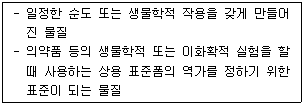 - 일정한 순도 또는 생물학적 작용을 갖게 만들어
진 물질
- 의약품 등의 생물학적 또는 이화확적 실험을 할
때 사용하는 상용 표준품의 역가를 정하기 위한
표준이 되는 물질